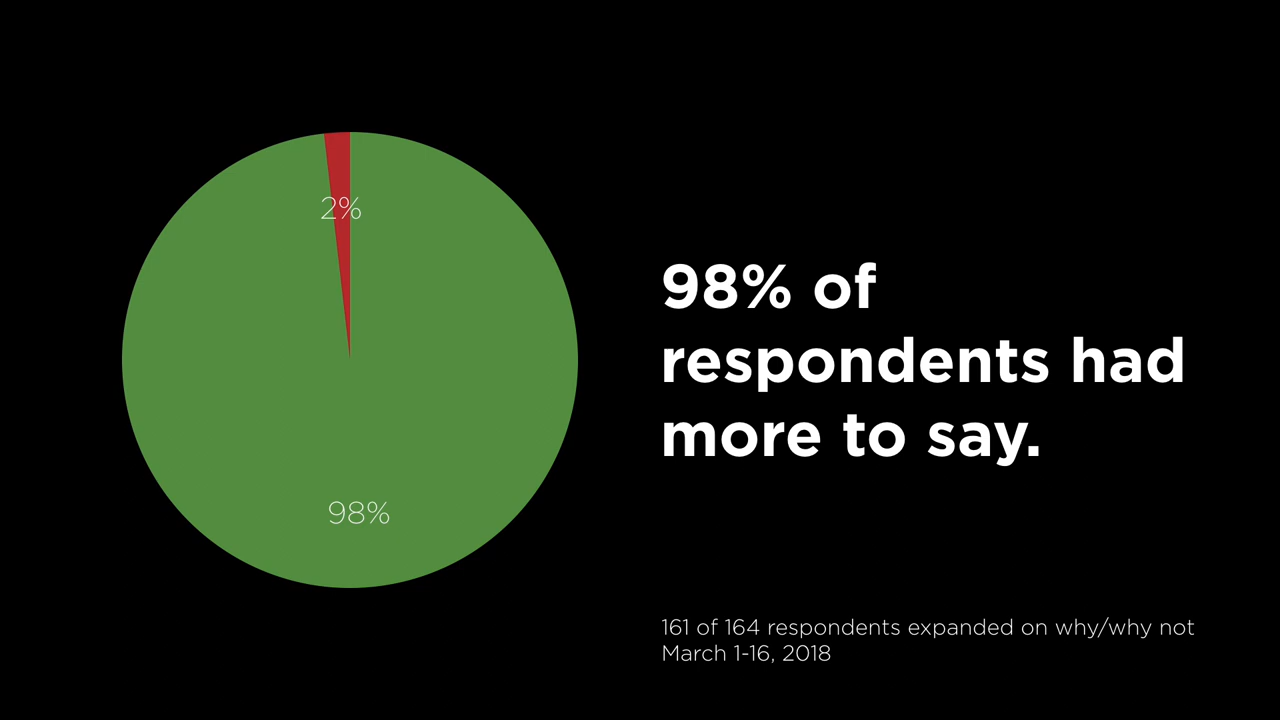 2%
98%
98% of
respondents had
more to say.
161 of 164 respondents expanded on why/why not
March 1-16, 2018